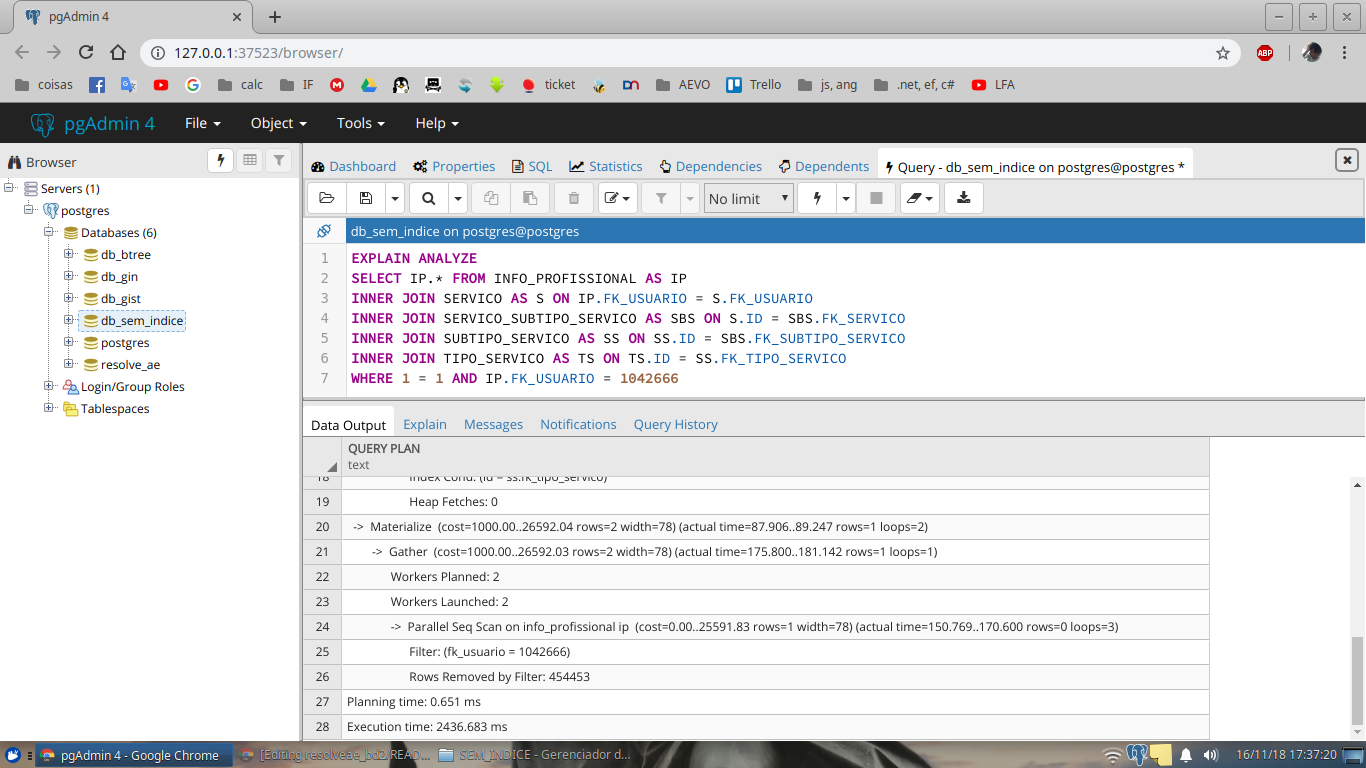 pgAdmin 4
127.0.0.1:37523/browser/
ABP
coisas
calc
IF
ticket
AEVO
Trello
js, ang
.net, ef, c#
LFA
pgAdmin 4
File
Object
Tools
Help
Browser
Dashboard
Properties
SQL
Statistics
Dependencies
Dependents
Query - db_sem_indice on postgres@postgres *
Servers (1)
postgres
Databases (6)
db_btree
db_gin
db_gist
db_sem_indice
postgres
resolve_ae
Login/Group Roles
Tablespaces
No limit
db_sem_indice on postgres@postgres
1 EXPLAIN ANALYZE
2 SELECT IP.* FROM INFO_PROFISSIONAL AS IP
3 INNER JOIN SERVICO AS S ON IP.FK_USUARIO = S.FK_USUARIO
4 INNER JOIN SERVICO_SUBTIPO_SERVICO AS SBS ON S.ID = SBS.FK_SERVICO
5 INNER JOIN SUBTIPO_SERVICO AS SS ON SS.ID = SBS.FK_SUBTIPO_SERVICO
6 INNER JOIN TIPO_SERVICO AS TS ON TS.ID = SS.FK_TIPO_SERVICO
7 WHERE 1 = 1 AND IP.FK_USUARIO = 1042666
Data Output
Explain
Messages
Notifications
Query History
QUERY PLAN
text
18 Index Cond: (id = ss.fk_tipo_servico)
19 Heap Fetches: 0
20 -> Materialize (cost=1000.00..26592.04 rows=2 width=78) (actual time=87.906..89.247 rows=1 loops=2)
21 -> Gather (cost=1000.00..26592.03 rows=2 width=78) (actual time=175.800..181.142 rows=1 loops=1)
22 Workers Planned: 2
23 Workers Launched: 2
24 -> Parallel Seq Scan on info_profissional ip (cost=0.00..25591.83 rows=1 width=78) (actual time=150.769..170.600 rows=0 loops=3)
25 Filter: (fk_usuario = 1042666)
26 Rows Removed by Filter: 454453
27 Planning time: 0.651 ms
28 Execution time: 2436.683 ms
pgAdmin 4 - Google Chrome
[Editing resolveae_bd2/READ...
SEM_INDICE - Gerenciador d...
16/11/18 17:37:20